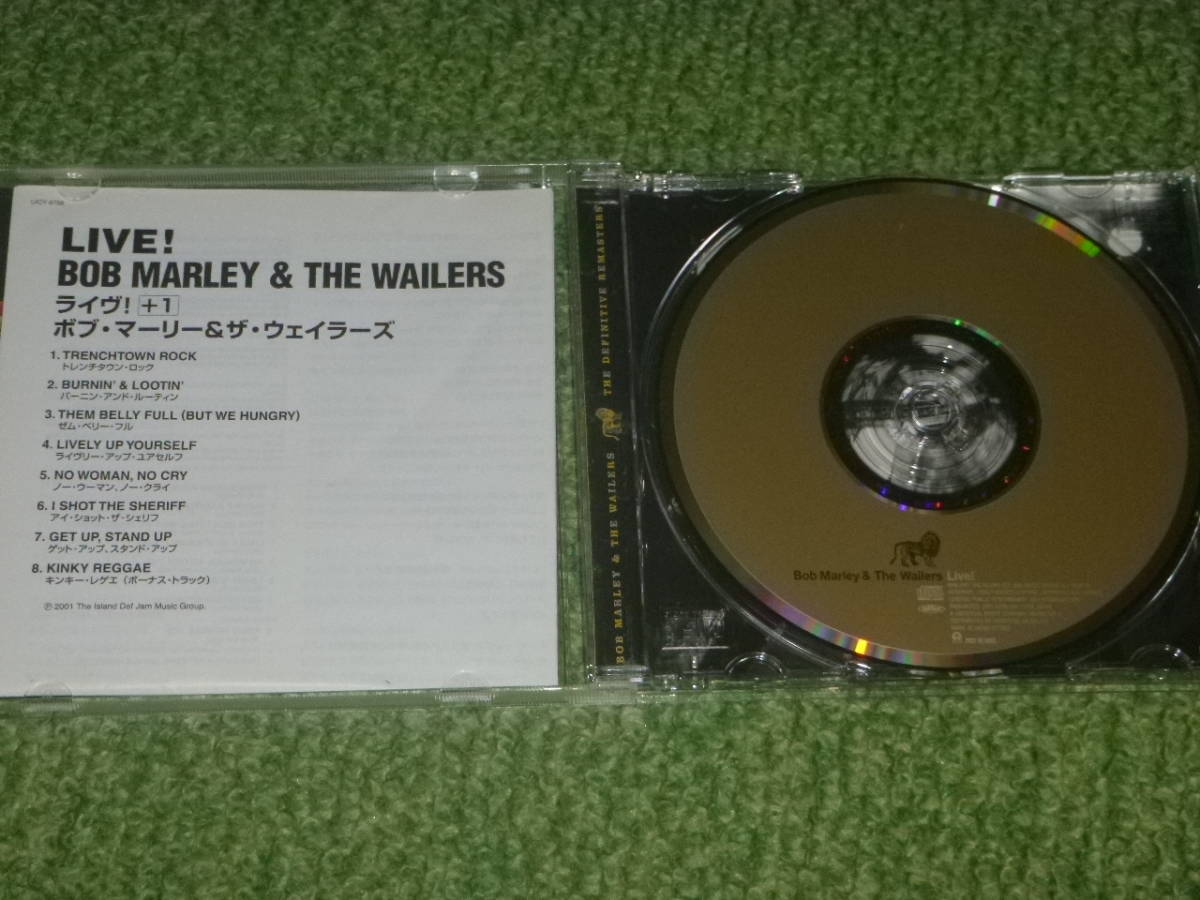 LIVE!
BOB MARLEY & THE WAILERS
ライヴ! +1
ボブ・マーリー&ザ・ウェイラーズ
1. TRENCHTOWN ROCK
トレンチタウン・ロック
2. BURNIN' & LOOTIN'
バーニン・アンド・ルーティン
3. THEM BELLY FULL (BUT WE HUNGRY)
ゼム・ベリー・フル
4. LIVELY UP YOURSELF
ライヴリー・アップ・ユアセルフ
5. NO WOMAN, NO CRY
ノー・ウーマン、ノー・クライ
6. I SHOT THE SHERIFF
アイ・ショット・ザ・シェリフ
7. GET UP, STAND UP
ゲット・アップ、スタンド・アップ
8. KINKY REGGAE
キンキー・レゲエ (ボーナス・トラック)
℗ 2001 The Island Def Jam Music Group.
BOB MARLEY & THE WAILERS THE DEFINITIVE REMASTERS
Bob Marley & The Wailers Live!